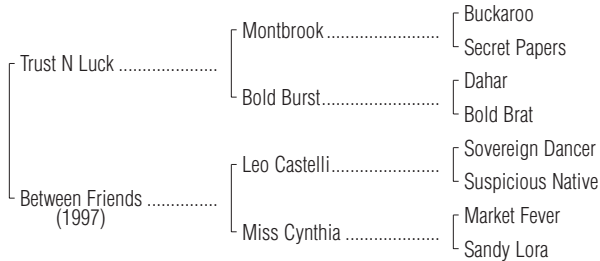 Buckaroo
Montbrook
Secret Papers
Trust N Luck
Dahar
Bold Burst
Bold Brat
Sovereign Dancer
Leo Castelli
Suspicious Native
Between Friends
(1997)
Market Fever
Miss Cynthia
Sandy Lora